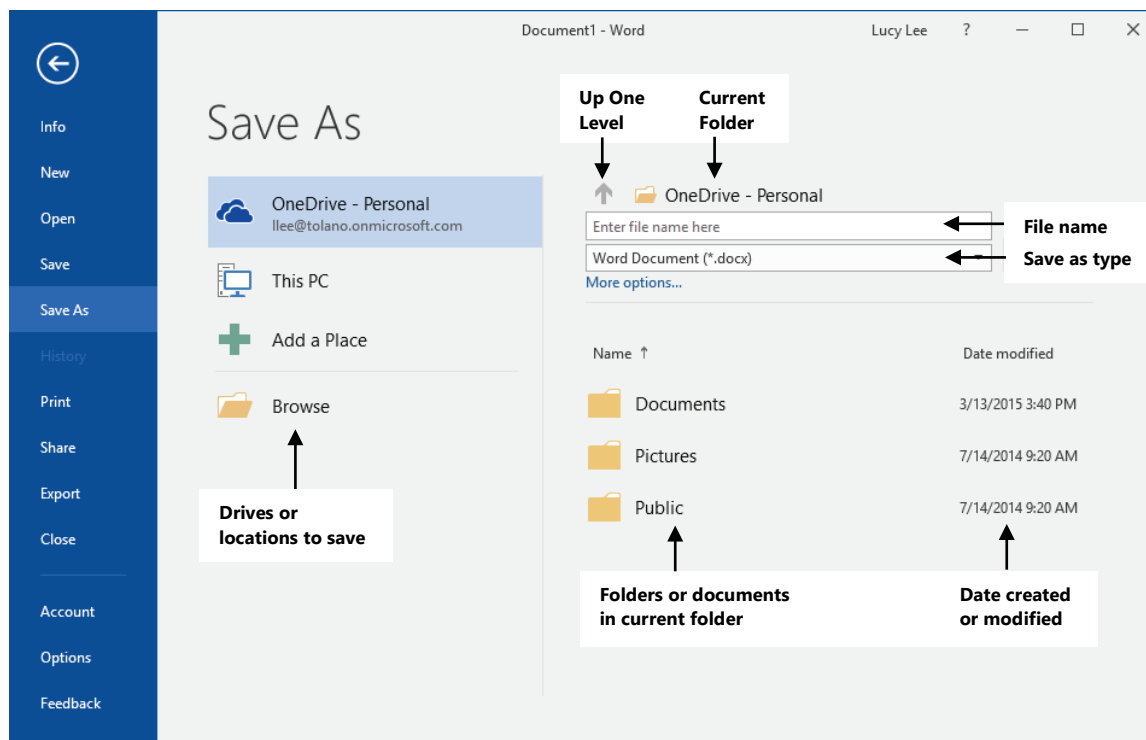 Document1 - Word
Lucy Lee
?
Info
New
Open
Save
Save As
History
Print
Share
Export
Close
Account
Options
Feedback
Save As
OneDrive - Personal
llee@tolano.onmicrosoft.com
This PC
Add a Place
Browse
Drives or
locations to save
Up One
Level
Current
Folder
OneDrive - Personal
Enter file name here
File name
Word Document (*.docx)
Save as type
More options...
Name ↑
Date modified
Documents
3/13/2015 3:40 PM
Pictures
7/14/2014 9:20 AM
Public
7/14/2014 9:20 AM
Folders or documents
in current folder
Date created
or modified